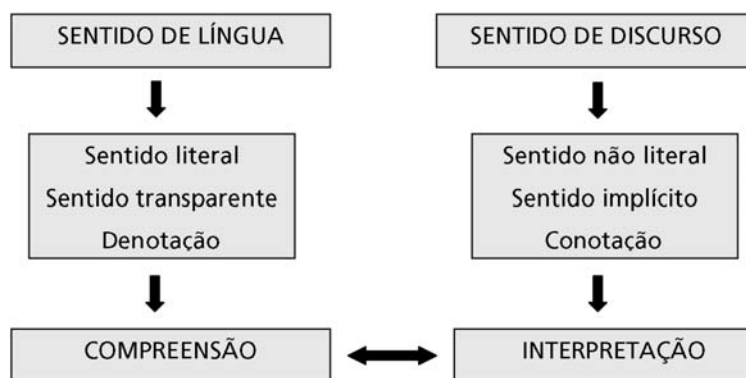 SENTIDO DE LÍNGUA
Sentido literal
Sentido transparente
Denotação
COMPREENSÃO
SENTIDO DE DISCURSO
Sentido não literal
Sentido implícito
Conotação
INTERPRETAÇÃO